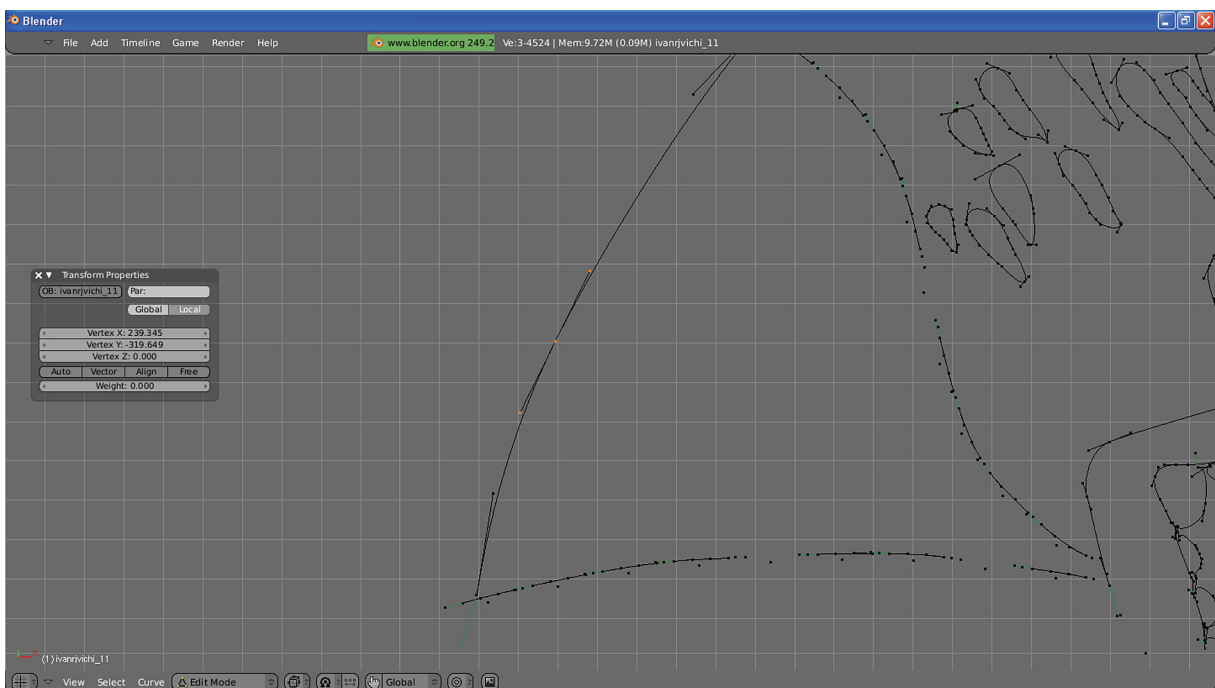 Blender
File Add Timeline Game Render Help www.blender.org 249.2 Ve:3-4524 | Mem:9.72M (0.09M) ivanrjvichi_11
Transform Properties
OB: ivanrjvichi_11 Par:
Global Local
Vertex X: 239.345
Vertex Y: -319.649
Vertex Z: 0.000
Auto Vector Align Free
Weight: 0.000
(1) ivanrjvichi_11
View Select Curve Edit Mode Global